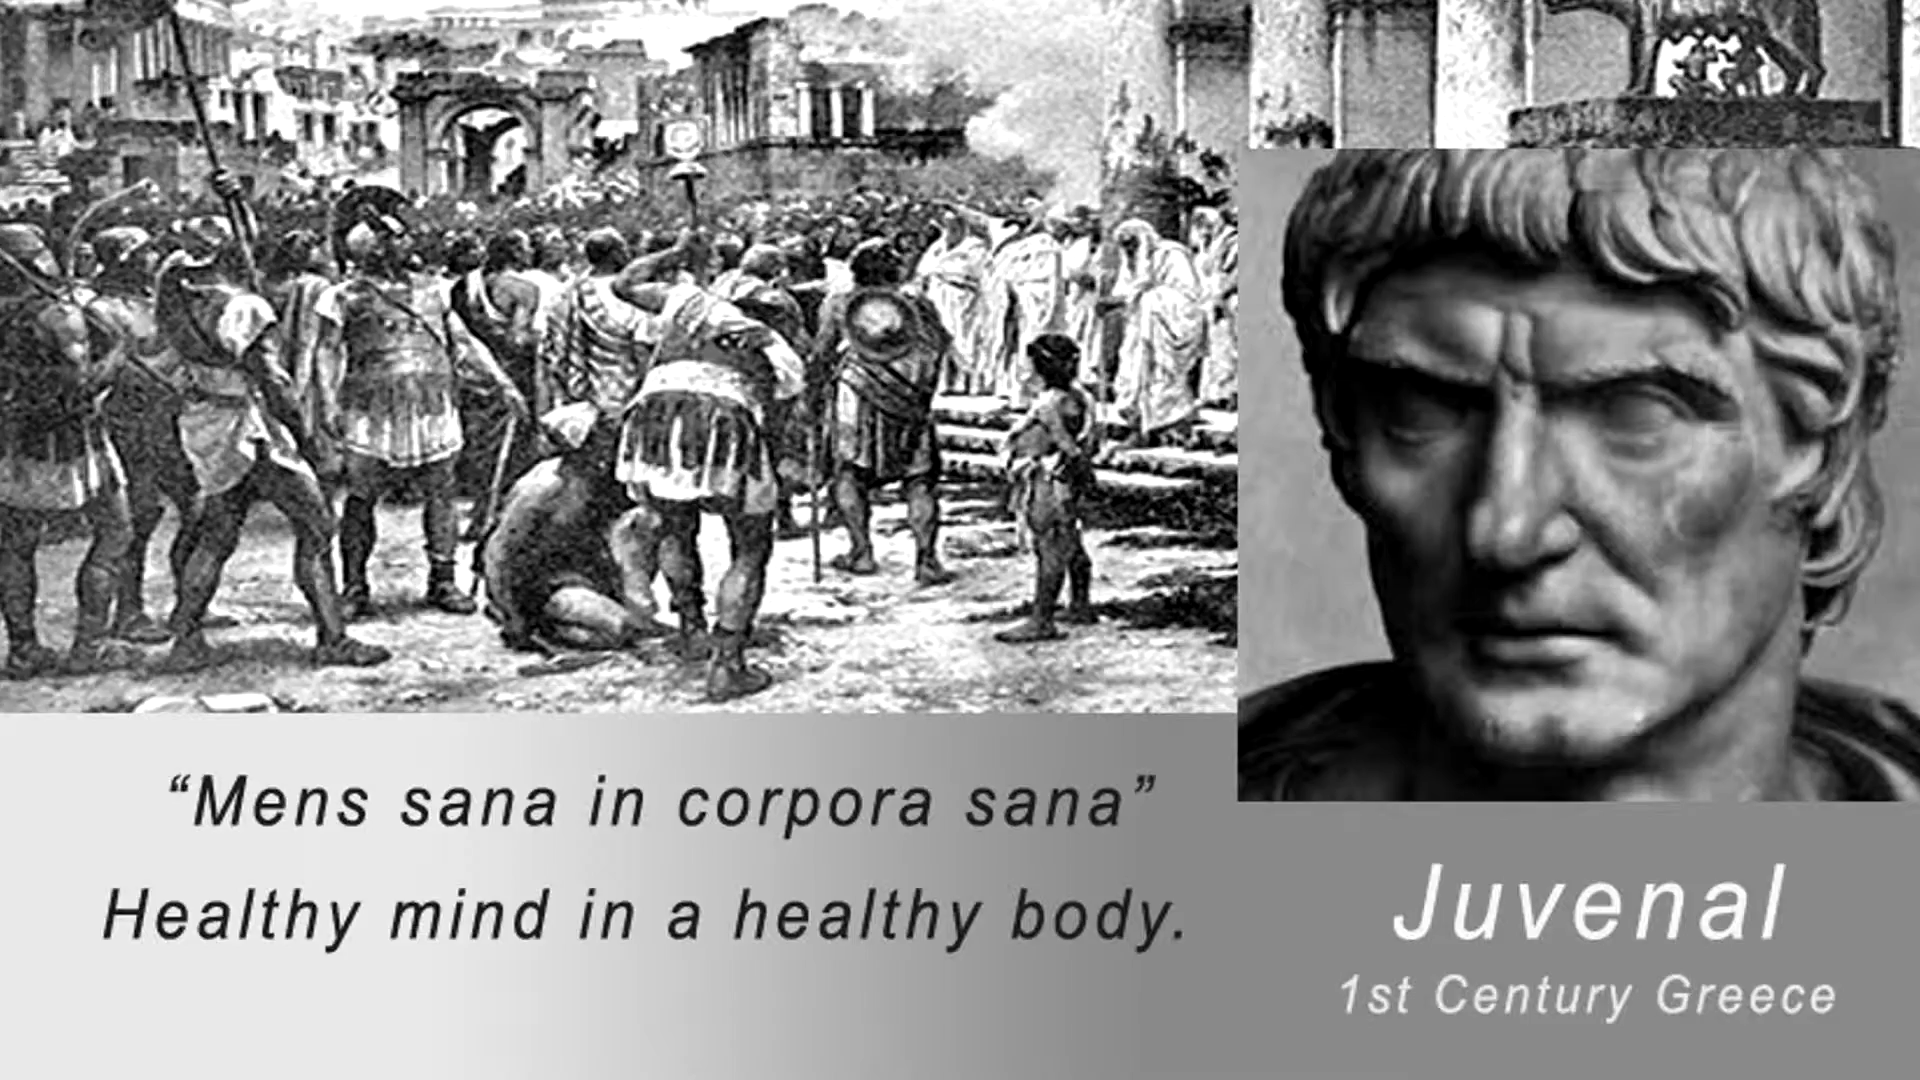 “Mens sana in corpora sana”
Healthy mind in a healthy body.
Juvenal
1st Century Greece